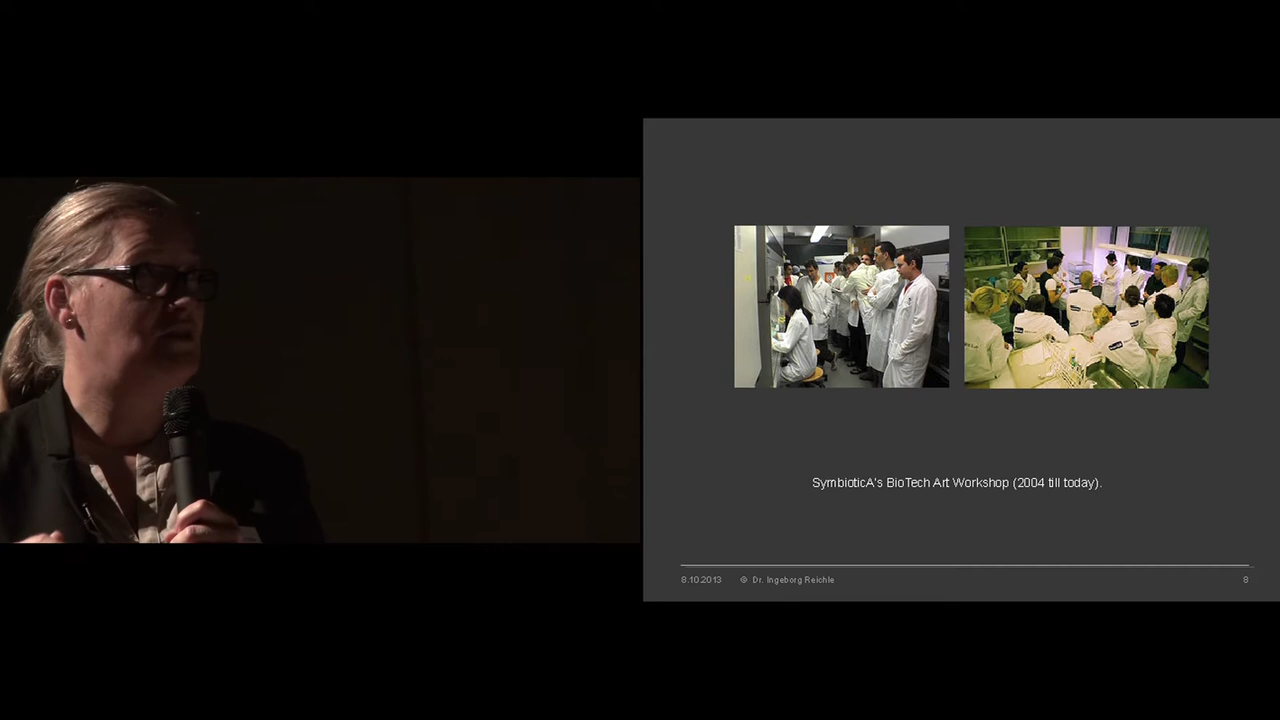 SymbioticA's BioTech Art Workshop (2004 till today).
8.10.2013 © Dr. Ingeborg Reichle 8